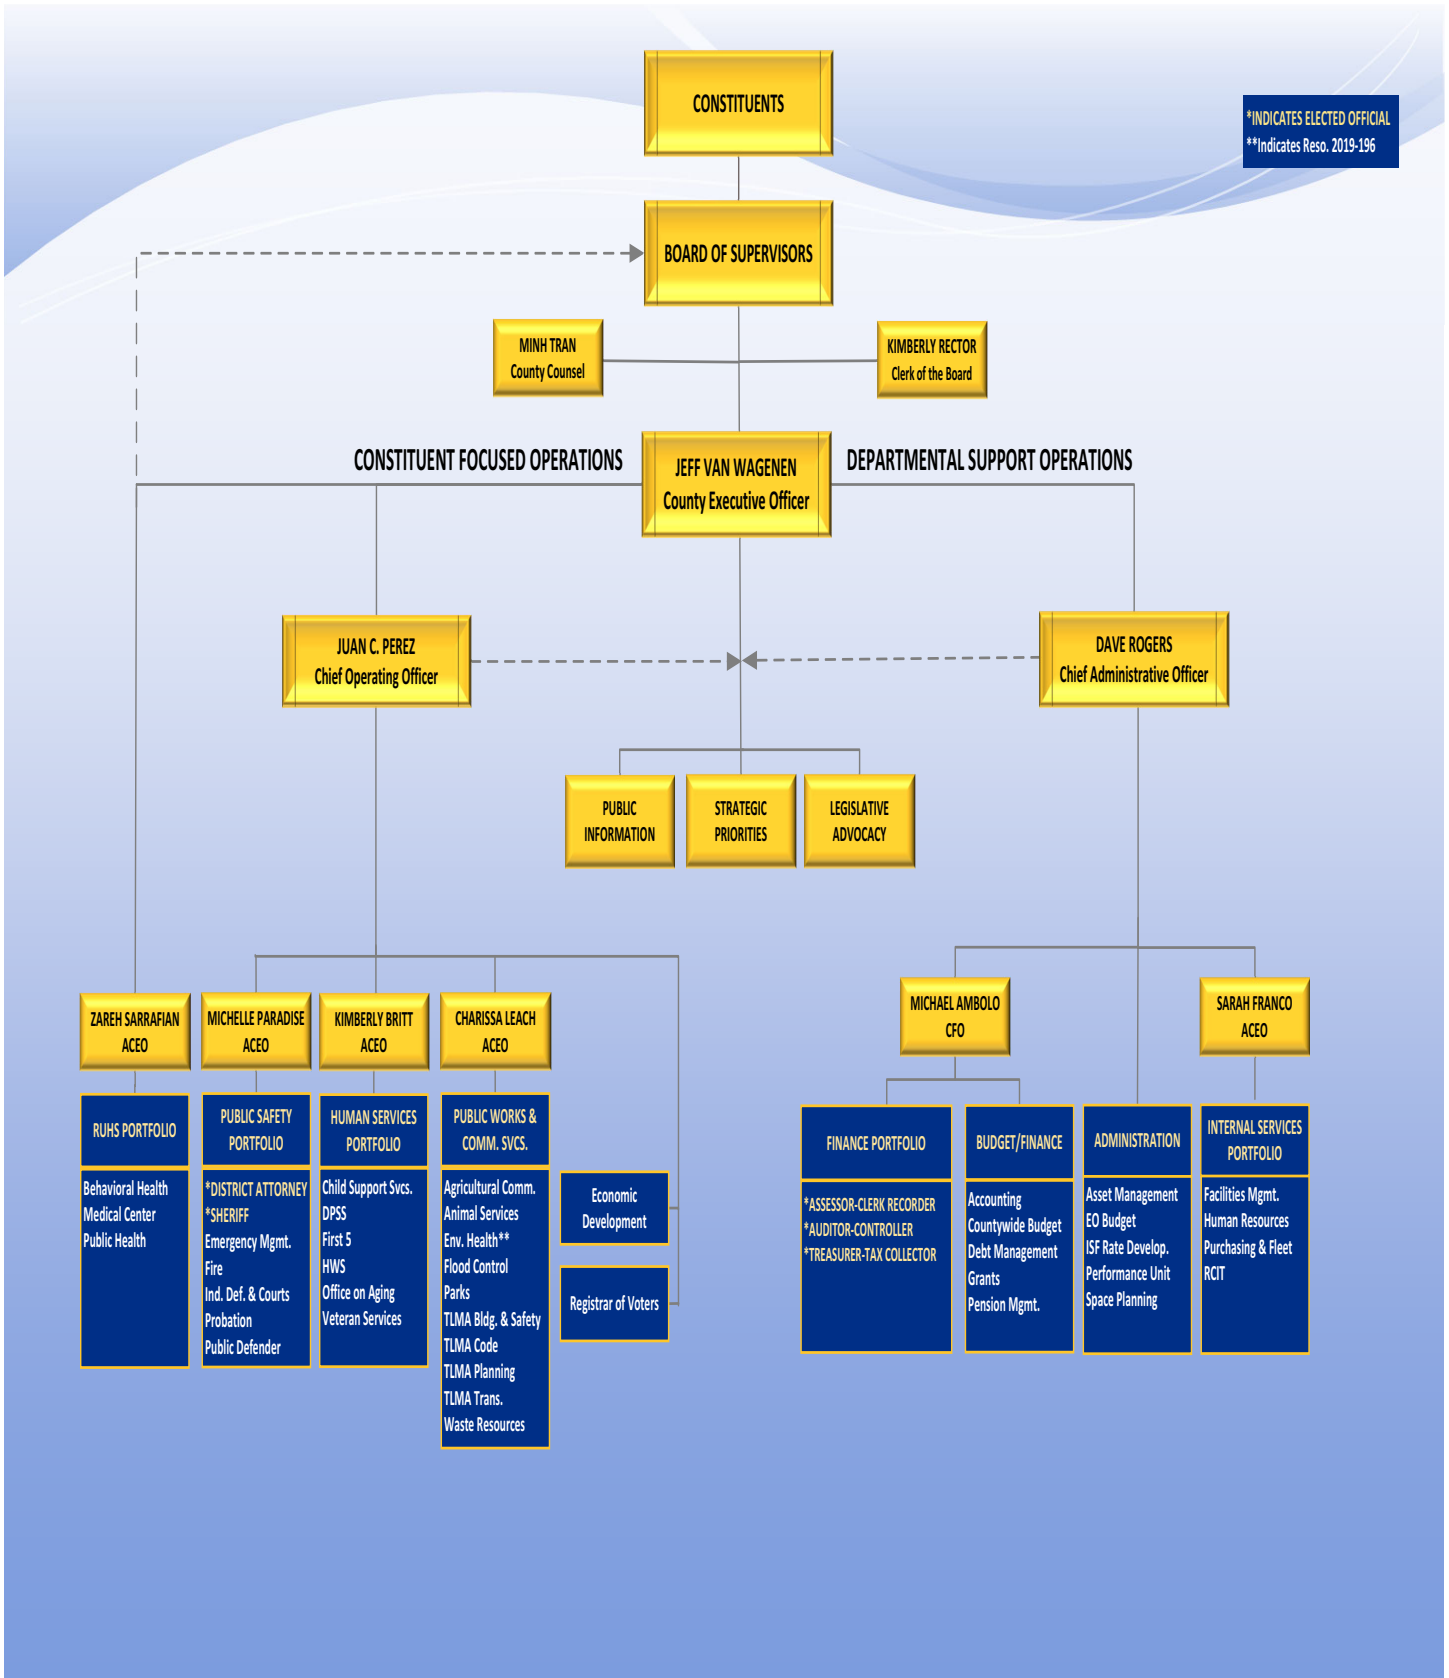 CONSTITUENTS
*INDICATES ELECTED OFFICIAL
**Indicates Reso. 2019-196
BOARD OF SUPERVISORS
MINH TRAN
County Counsel
KIMBERLY RECTOR
Clerk of the Board
CONSTITUENT FOCUSED OPERATIONS
JEFF VAN WAGENEN
County Executive Officer
DEPARTMENTAL SUPPORT OPERATIONS
JUAN C. PEREZ
Chief Operating Officer
DAVE ROGERS
Chief Administrative Officer
PUBLIC
INFORMATION
STRATEGIC
PRIORITIES
LEGISLATIVE
ADVOCACY
ZAREH SARRAFIAN
ACEO
MICHELLE PARADISE
ACEO
KIMBERLY BRITT
ACEO
CHARISSA LEACH
ACEO
MICHAEL AMBOLO
CFO
SARAH FRANCO
ACEO
RUHS PORTFOLIO
Behavioral Health
Medical Center
Public Health
PUBLIC SAFETY
PORTFOLIO
*DISTRICT ATTORNEY
*SHERIFF
Emergency Mgmt.
Fire
Ind. Def. & Courts
Probation
Public Defender
HUMAN SERVICES
PORTFOLIO
Child Support Svcs.
DPSS
First 5
HWS
Office on Aging
Veteran Services
PUBLIC WORKS &
COMM. SVCS.
Agricultural Comm.
Animal Services
Env. Health**
Flood Control
Parks
TLMA Bldg. & Safety
TLMA Code
TLMA Planning
TLMA Trans.
Waste Resources
Economic
Development
Registrar of Voters
FINANCE PORTFOLIO
*ASSESSOR-CLERK RECORDER
*AUDITOR-CONTROLLER
*TREASURER-TAX COLLECTOR
BUDGET/FINANCE
Accounting
Countywide Budget
Debt Management
Grants
Pension Mgmt.
ADMINISTRATION
Asset Management
EO Budget
ISF Rate Develop.
Performance Unit
Space Planning
INTERNAL SERVICES
PORTFOLIO
Facilities Mgmt.
Human Resources
Purchasing & Fleet
RCIT